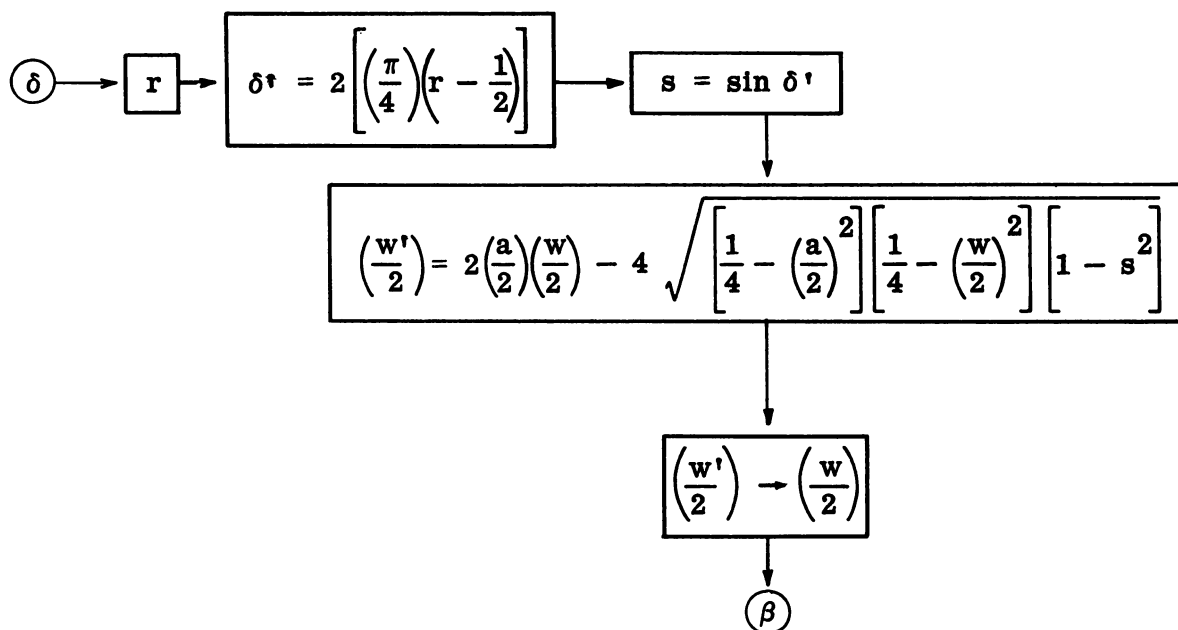 δ
r
δ' = 2 [(π/4)(r - 1/2)]
s = sin δ'
(w'/2) = 2(a/2)(w/2) - 4 √([1/4 - (a/2)^2] [1/4 - (w/2)^2] [1 - s^2])
(w'/2) → (w/2)
β